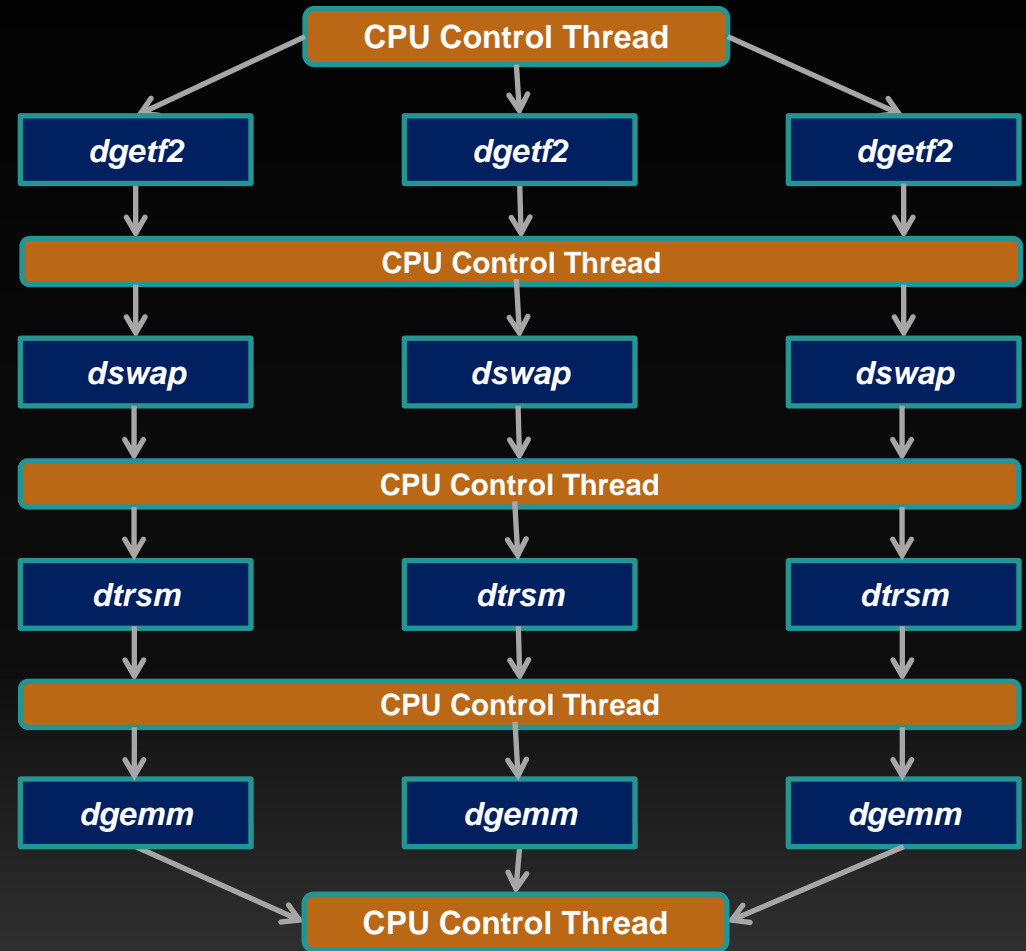 CPU Control Thread
dgetf2 dgetf2 dgetf2
CPU Control Thread
dswap dswap dswap
CPU Control Thread
dtrsm dtrsm dtrsm
CPU Control Thread
dgemm dgemm dgemm
CPU Control Thread